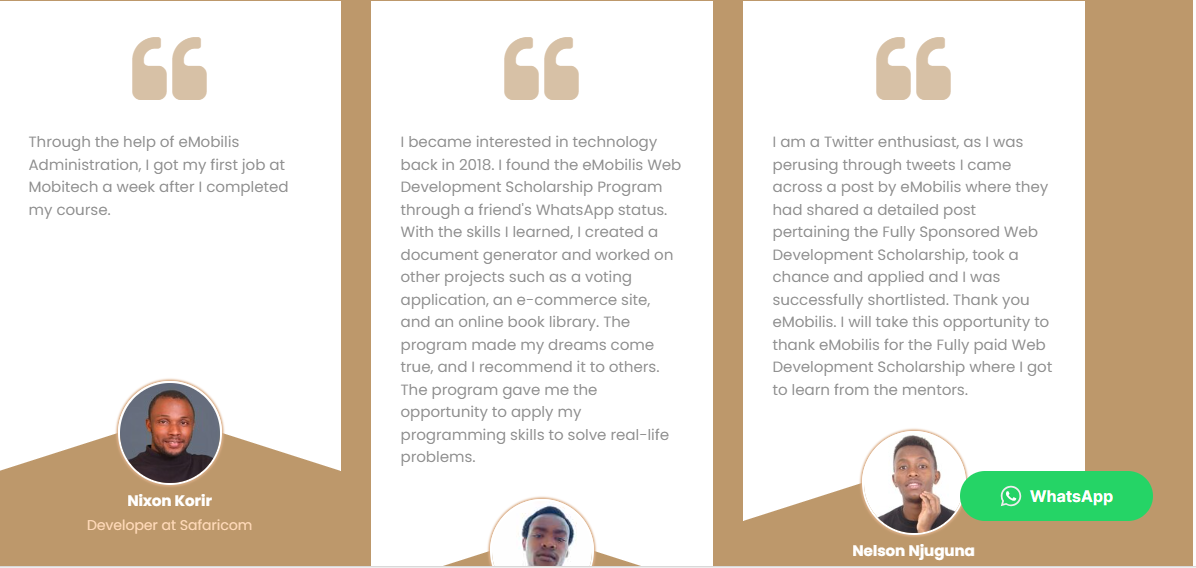 Through the help of eMobilis
Administration, I got my first job at
Mobitech a week after I completed
my course.
Nixon Korir
Developer at Safaricom
I became interested in technology
back in 2018. I found the eMobilis Web
Development Scholarship Program
through a friend's WhatsApp status.
With the skills I learned, I created a
document generator and worked on
other projects such as a voting
application, an e-commerce site,
and an online book library. The
program made my dreams come
true, and I recommend it to others.
The program gave me the
opportunity to apply my
programming skills to solve real-life
problems.
I am a Twitter enthusiast, as I was
perusing through tweets I came
across a post by eMobilis where they
had shared a detailed post
pertaining the Fully Sponsored Web
Development Scholarship, took a
chance and applied and I was
successfully shortlisted. Thank you
eMobilis. I will take this opportunity to
thank eMobilis for the Fully paid Web
Development Scholarship where I got
to learn from the mentors.
Nelson Njuguna
WhatsApp